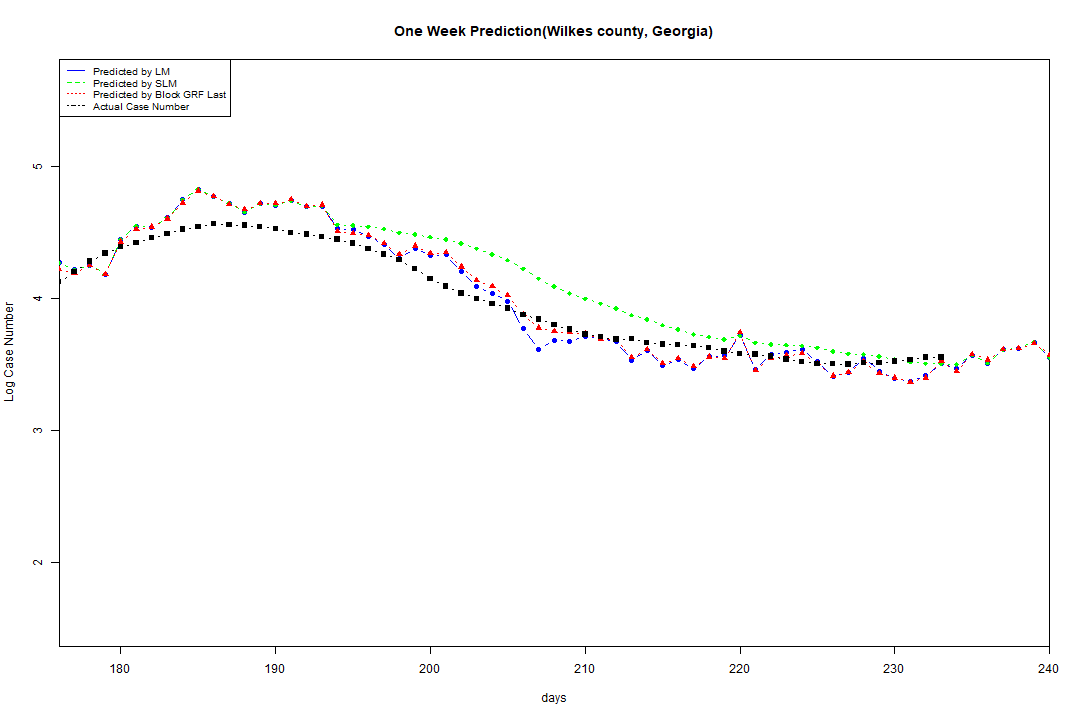 One Week Prediction(Wilkes county, Georgia)
Predicted by LM
Predicted by SLM
Predicted by Block GRF Last
Actual Case Number
5
4
3
2
Log Case Number
180 190 200 210 220 230 240
days